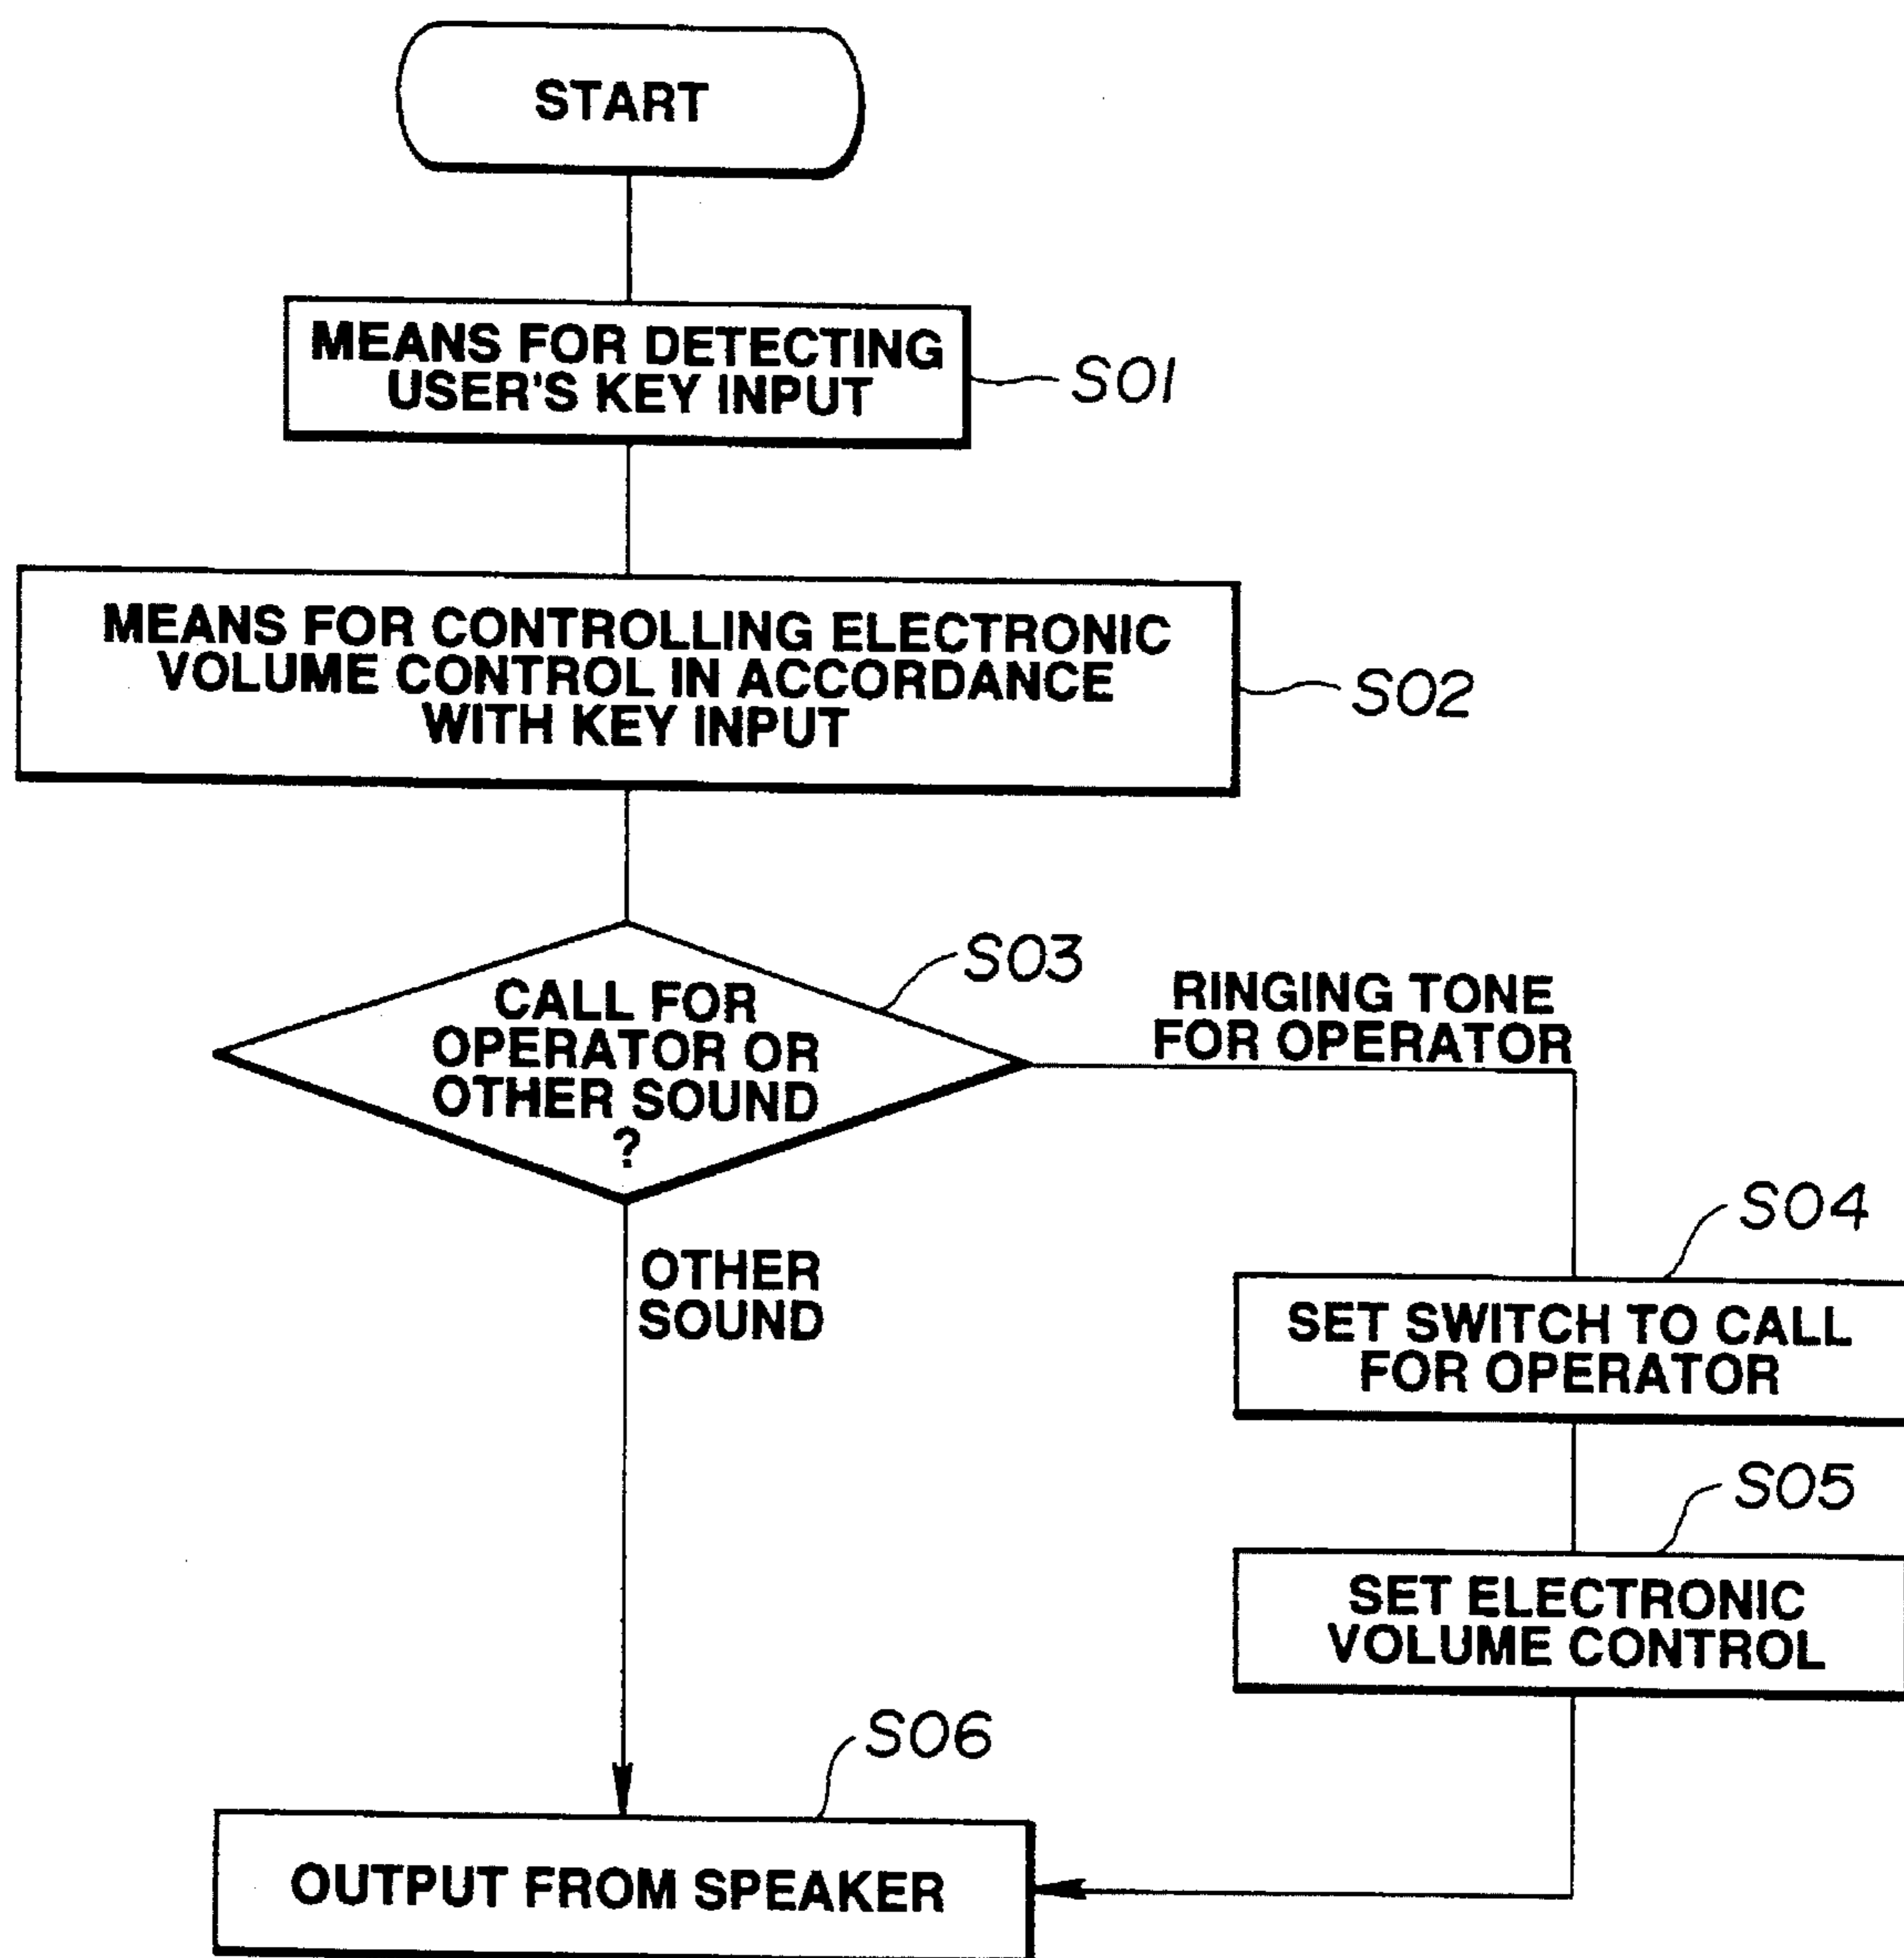 START
MEANS FOR DETECTING
USER'S KEY INPUT
S01
MEANS FOR CONTROLLING ELECTRONIC
VOLUME CONTROL IN ACCORDANCE
WITH KEY INPUT
S02
CALL FOR
OPERATOR OR
OTHER SOUND
?
S03
RINGING TONE
FOR OPERATOR
OTHER
SOUND
S04
SET SWITCH TO CALL
FOR OPERATOR
S05
SET ELECTRONIC
VOLUME CONTROL
S06
OUTPUT FROM SPEAKER